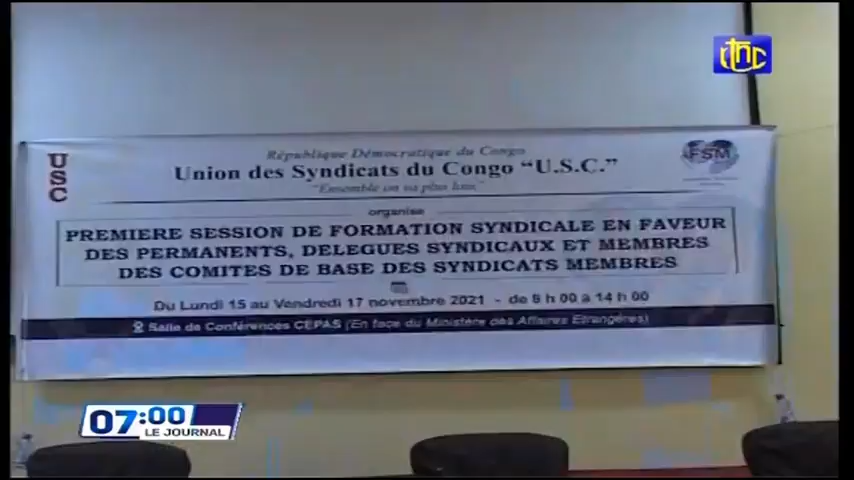 rtnc
République Démocratique du Congo
Union des Syndicats du Congo "U.S.C."
"Ensemble on va plus loin"
USC
FSM
organise
PREMIERE SESSION DE FORMATION SYNDICALE EN FAVEUR
DES PERMANENTS, DELEGUES SYNDICAUX ET MEMBRES
DES COMITES DE BASE DES SYNDICATS MEMBRES
Du Lundi 15 au Vendredi 17 novembre 2021 - de 8 h 00 à 14 h 00
Salle de Conférences CEPAS (En face du Ministère des Affaires Etrangères)
07:00
LE JOURNAL